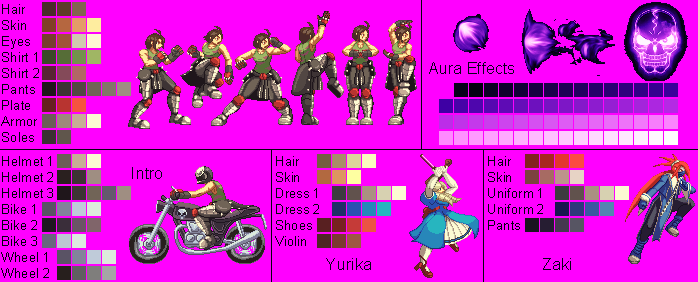 Hair
Skin
Eyes
Shirt 1
Shirt 2
Pants
Plate
Armor
Soles
Aura Effects
Helmet 1
Helmet 2
Helmet 3
Bike 1
Bike 2
Bike 3
Wheel 1
Wheel 2
Intro
Hair
Skin
Dress 1
Dress 2
Shoes
Violin
Yurika
Hair
Skin
Uniform 1
Uniform 2
Pants
Zaki